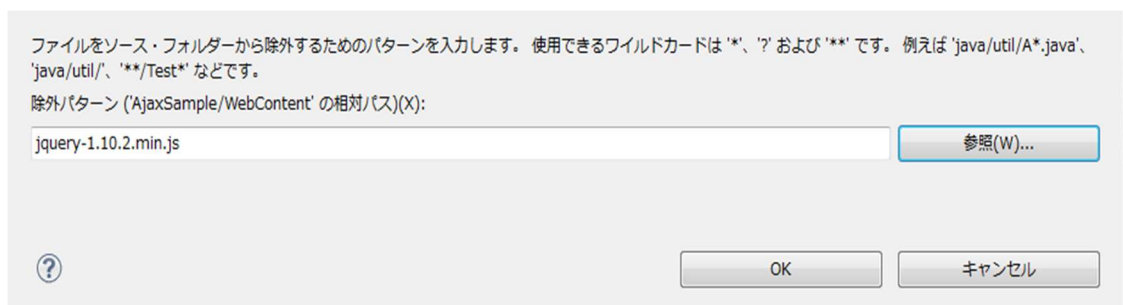 ファイルをソース・フォルダーから除外するためのパターンを入力します。 使用できるワイルドカードは '*'、'?' および '**' です。 例えば 'java/util/A*.java'、
'java/util/'、'**/Test*' などです。
除外パターン ('AjaxSample/WebContent' の相対パス)(X):
jquery-1.10.2.min.js
参照(W)...
?
OK
キャンセル